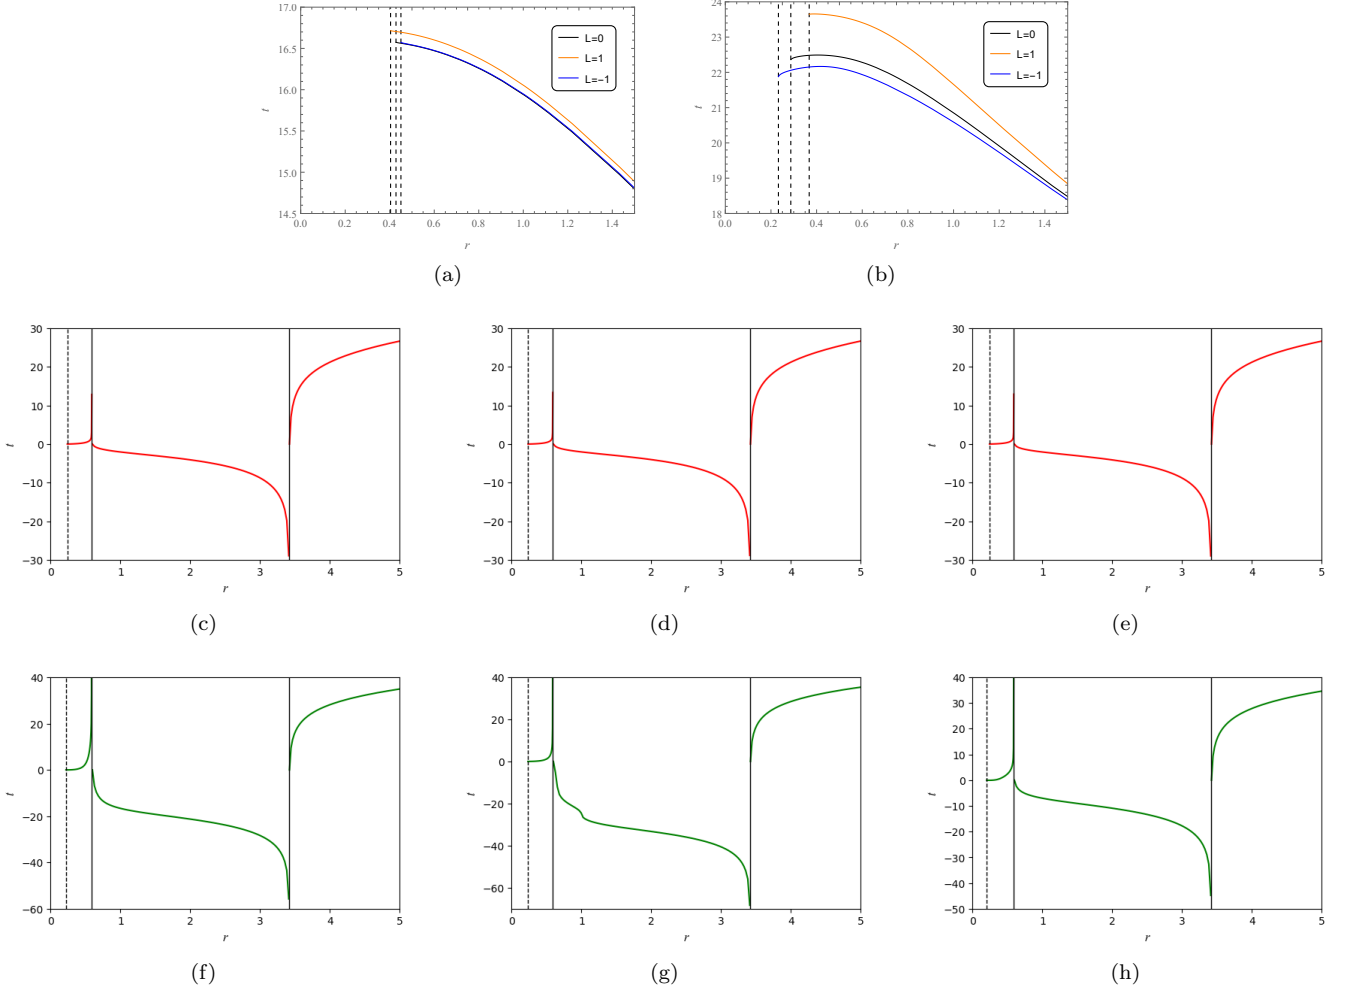 17.0
16.5
16.0
15.5
15.0
14.5
t
0.0 0.2 0.4 0.6 0.8 1.0 1.2 1.4
r
L=0
L=1
L=-1
(a)
24
23
22
21
20
19
18
t
0.0 0.2 0.4 0.6 0.8 1.0 1.2 1.4
r
L=0
L=1
L=-1
(b)
30
20
10
0
−10
−20
−30
t
0 1 2 3 4 5
r
(c)
30
20
10
0
−10
−20
−30
t
0 1 2 3 4 5
r
(d)
30
20
10
0
−10
−20
−30
t
0 1 2 3 4 5
r
(e)
40
20
0
−20
−40
−60
t
0 1 2 3 4 5
r
(f)
40
20
0
−20
−40
−60
t
0 1 2 3 4 5
r
(g)
40
30
20
10
0
−10
−20
−30
−40
−50
t
0 1 2 3 4 5
r
(h)